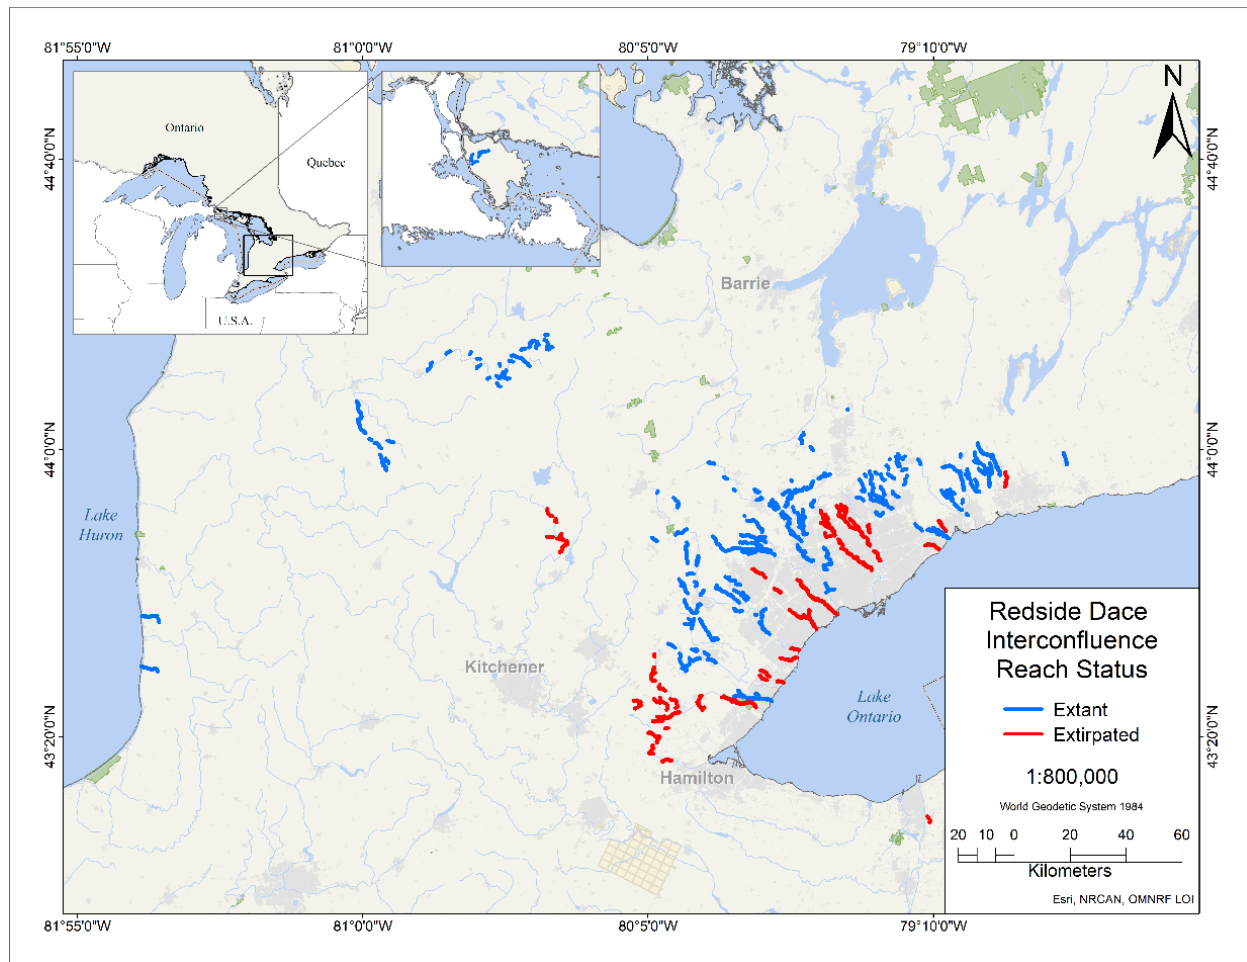 81°55'0"W
81°0'0"W
80°5'0"W
79°10'0"W
44°40'0"N
44°40'0"N
N
Ontario
Quebec
U.S.A.
Barrie
44°0'0"N
44°0'0"N
Lake
Huron
Kitchener
Hamilton
Lake
Ontario
43°20'0"N
43°20'0"N
Redside Dace
Interconfluence
Reach Status
Extant
Extirpated
1:800,000
World Geodetic System 1984
20 10 0 20 40 60
Kilometers
Esri, NRCAN, OMNRF LOI
81°55'0"W
81°0'0"W
80°5'0"W
79°10'0"W